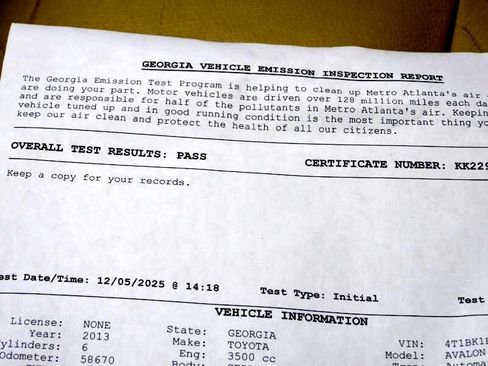 GEORGIA VEHICLE EMISSION INSPECTION REPORT
The Georgia Emission Test Program is helping to clean up Metro Atlanta's air
are doing your part. Motor vehicles are driven over 128 million miles each da
and are responsible for half of the pollutants in Metro Atlanta's air. Keepin
vehicle tuned up and in good running condition is the most important thing yo
keep our air clean and protect the health of all our citizens.
OVERALL TEST RESULTS: PASS CERTIFICATE NUMBER: KK229
Keep a copy for your records.
est Date/Time: 12/05/2025 @ 14:18 Test Type: Initial Test
VEHICLE INFORMATION
License: NONE State: GEORGIA VIN: 4T1BK1E
Year: 2013 Make: TOYOTA Model: AVALON
ylinders: 6 Eng: 3500 cc
Odometer: 58670